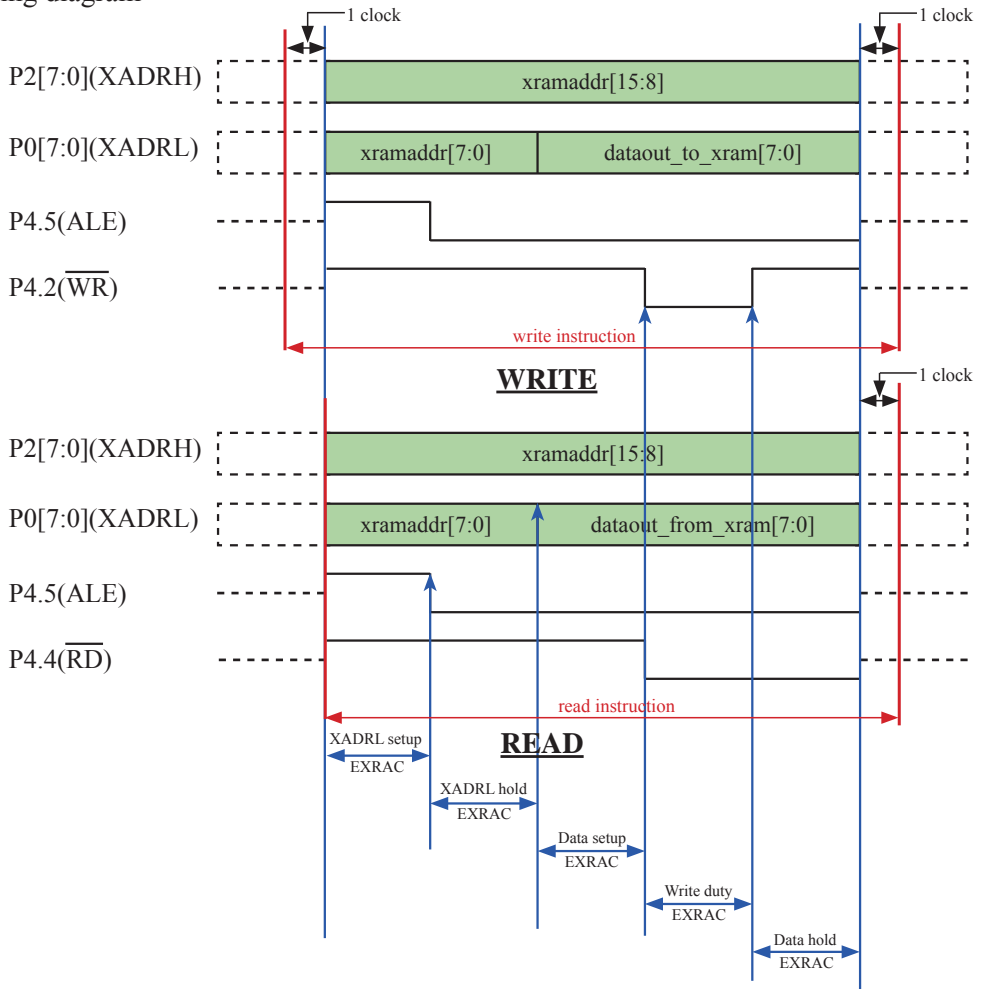 ing diagram
1 clock
1 clock
P2[7:0](XADRH)
xramaddr[15:8]
P0[7:0](XADRL)
xramaddr[7:0]
dataout_to_xram[7:0]
P4.5(ALE)
P4.2(W̅R̅)
write instruction
WRITE
1 clock
P2[7:0](XADRH)
xramaddr[15:8]
P0[7:0](XADRL)
xramaddr[7:0]
dataout_from_xram[7:0]
P4.5(ALE)
P4.4(R̅D̅)
read instruction
READ
XADRL setup
EXRAC
XADRL hold
EXRAC
Data setup
EXRAC
Write duty
EXRAC
Data hold
EXRAC